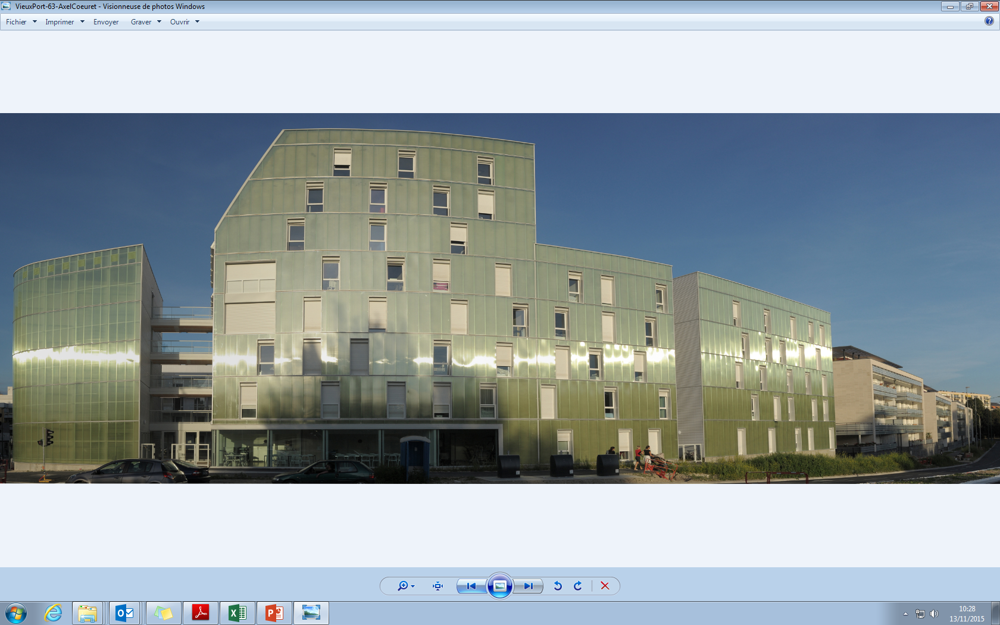 VieuxPort-63-AxelCoeuret - Visionneuse de photos Windows
Fichier Imprimer Envoyer Graver Ouvrir
10:28
13/11/2015